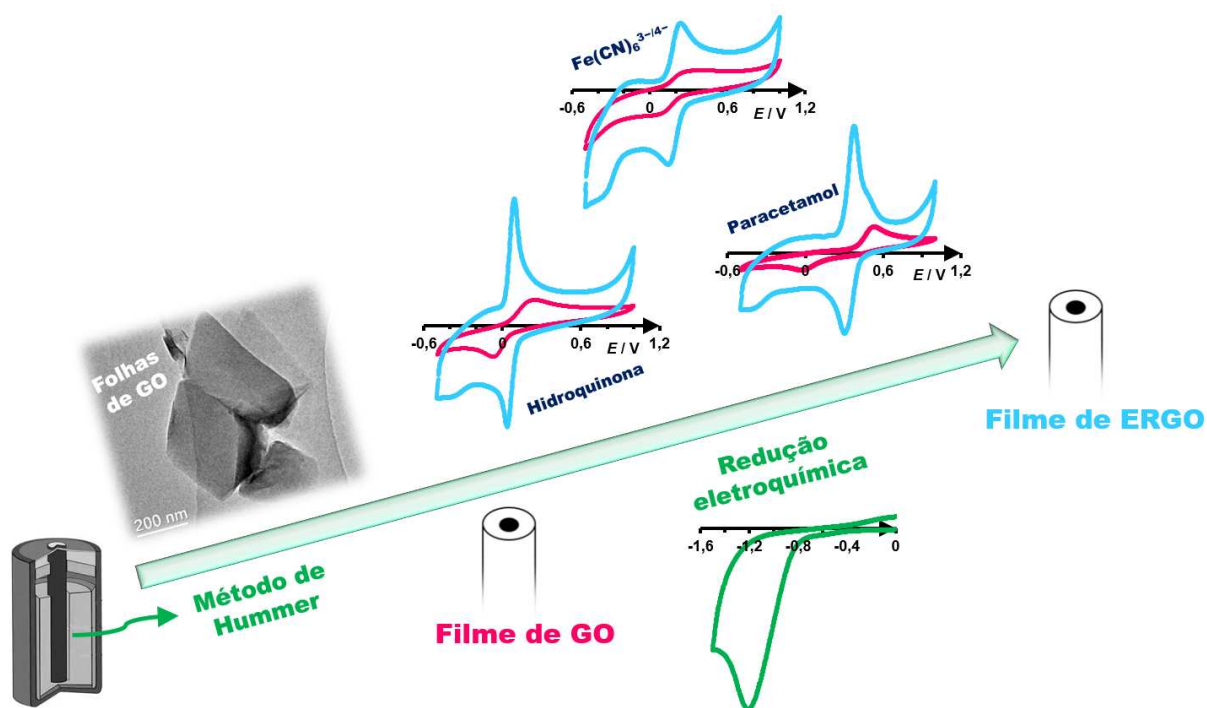 Fe(CN)₆³⁻/⁴⁻
-0,6 0 0,6 1,2
E / V
Paracetamol
-0,6 0 0,6 1,2
E / V
-0,6 0 0,6 1,2
E / V
Hidroquinona
Folhas
de GO
200 nm
Filme de ERGO
Redução
eletroquímica
-1,6 -1,2 -0,8 -0,4 0
Método de
Hummer
Filme de GO